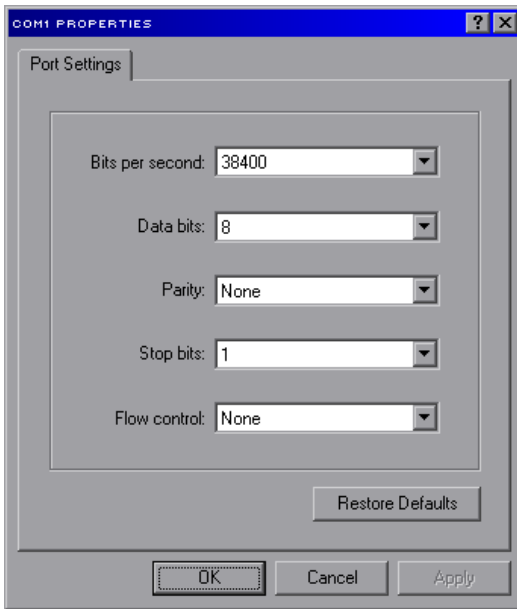 COM1 PROPERTIES
Port Settings
Bits per second: 38400
Data bits: 8
Parity: None
Stop bits: 1
Flow control: None
Restore Defaults
OK Cancel Apply